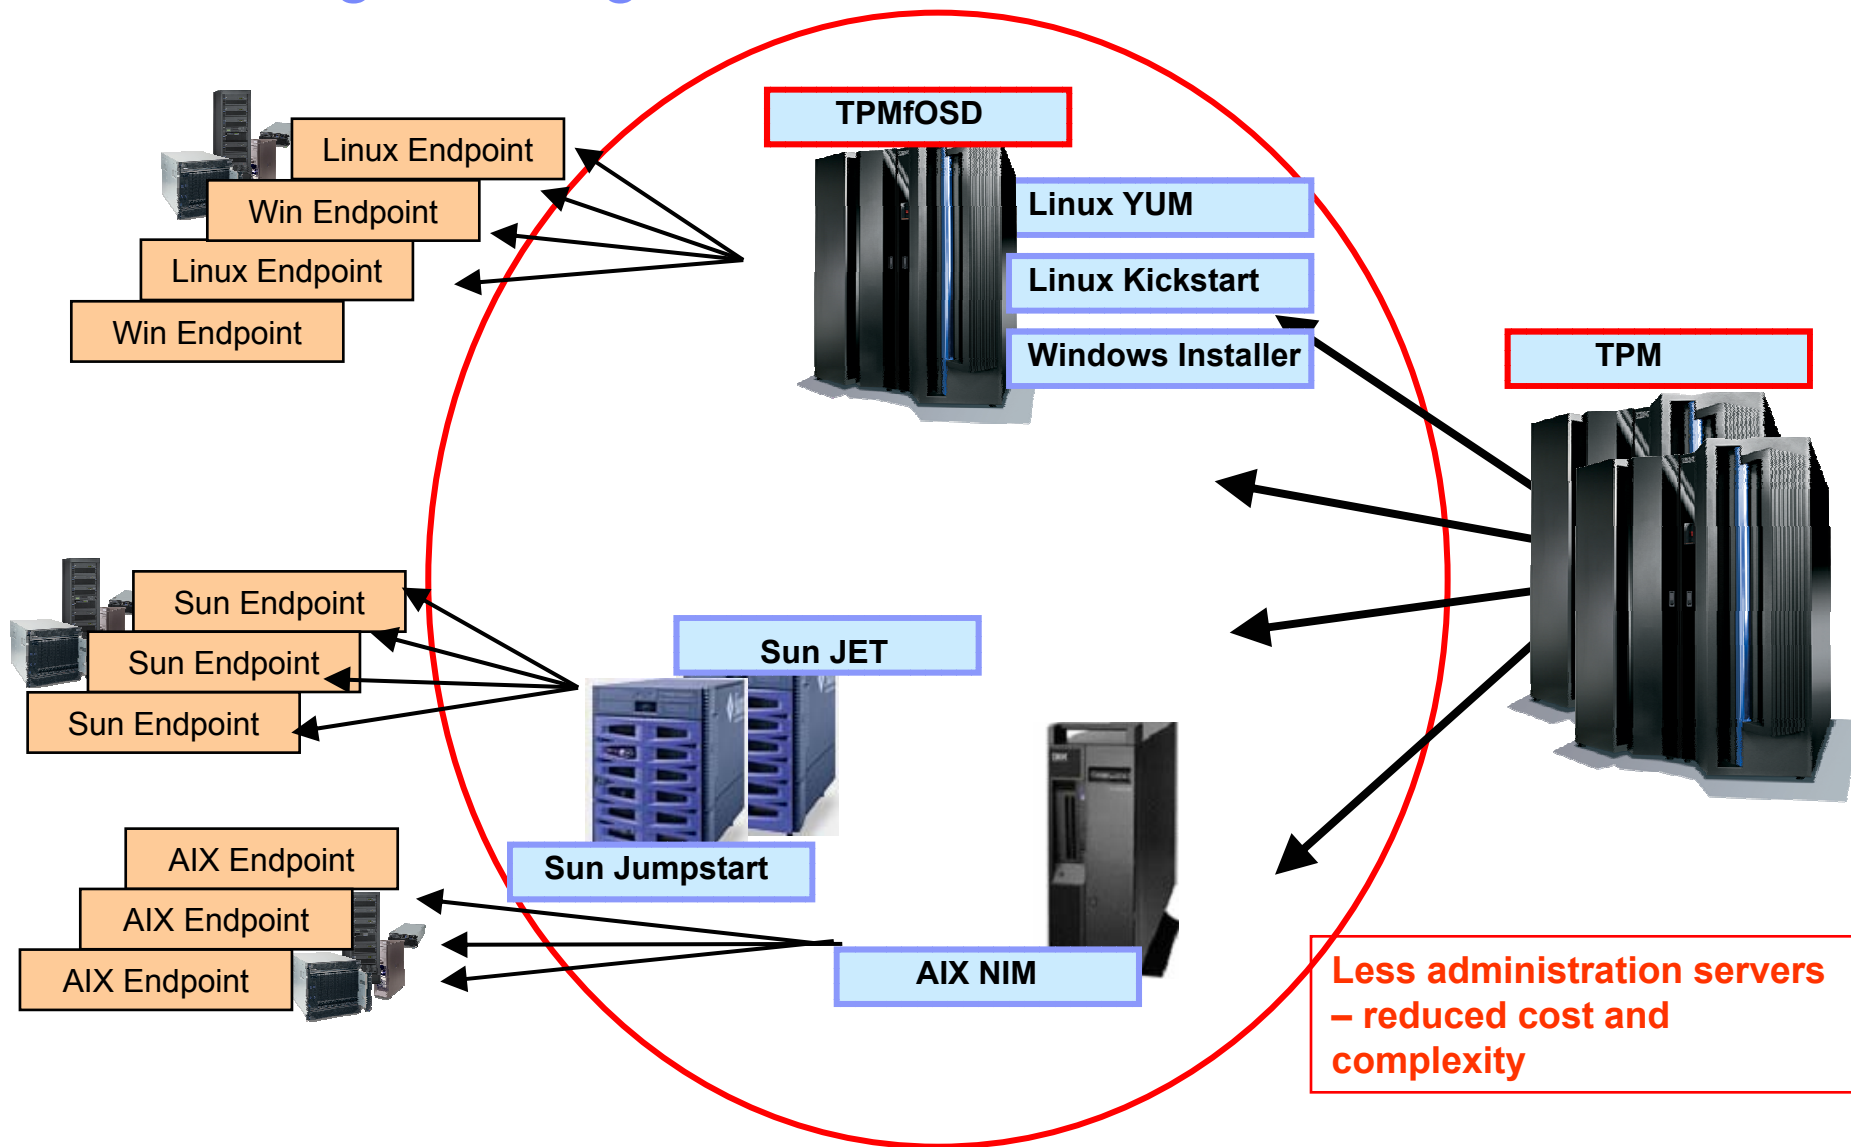 TPMfOSD
Linux Endpoint
Win Endpoint
Linux Endpoint
Win Endpoint
Linux YUM
Linux Kickstart
Windows Installer
TPM
Sun Endpoint
Sun Endpoint
Sun Endpoint
Sun JET
Sun Jumpstart
AIX Endpoint
AIX Endpoint
AIX Endpoint
AIX NIM
Less administration servers
– reduced cost and
complexity